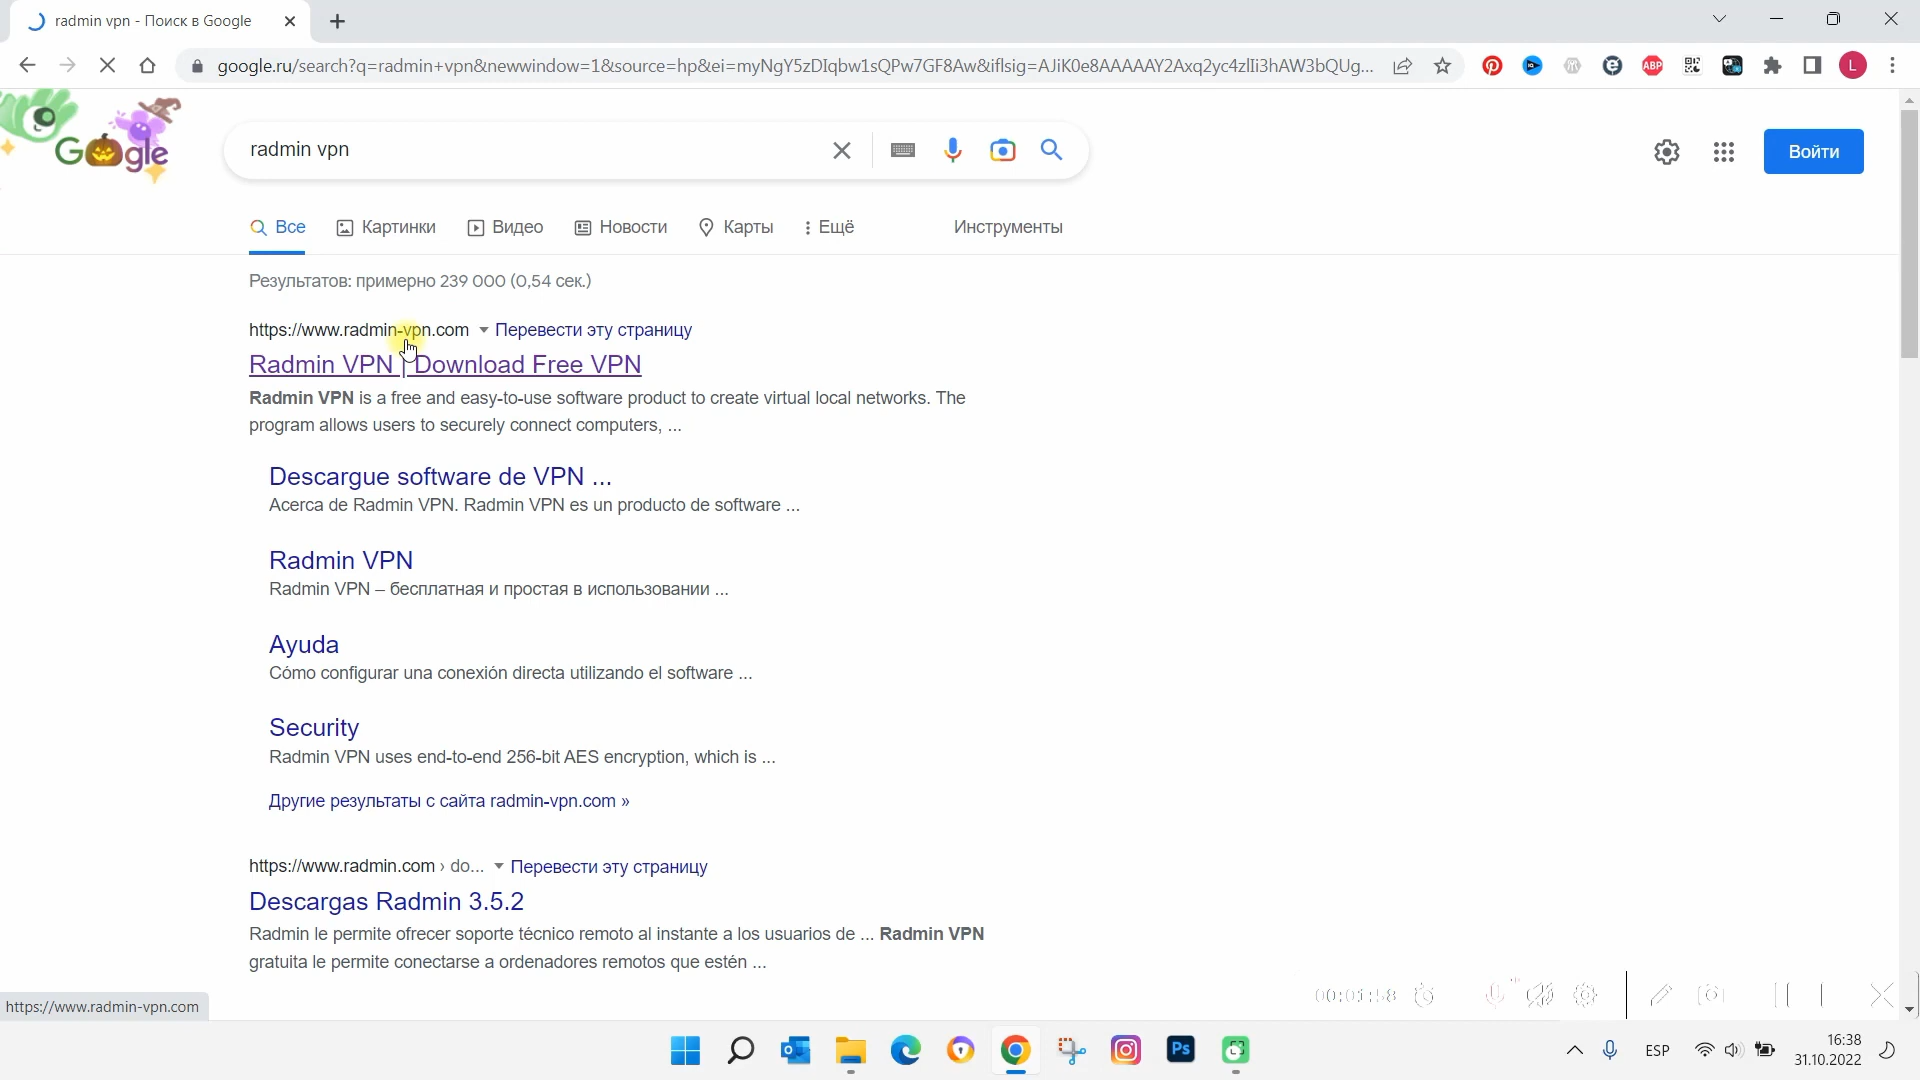 radmin vpn - Поиск в Google
google.ru/search?q=radmin+vpn&newwindow=1&source=hp&ei=myNgY5zDIqbw1sQPw7GF8Aw&iflsig=AJiK0e8AAAAAY2Axq2yc4zlIi3hAW3bQUg...
ABP
L
Google
radmin vpn
Войти
Все Картинки Видео Новости Карты Ещё Инструменты
Результатов: примерно 239 000 (0,54 сек.)
https://www.radmin-vpn.com Перевести эту страницу
Radmin VPN | Download Free VPN
Radmin VPN is a free and easy-to-use software product to create virtual local networks. The
program allows users to securely connect computers, ...
Descargue software de VPN ...
Acerca de Radmin VPN. Radmin VPN es un producto de software ...
Radmin VPN
Radmin VPN – бесплатная и простая в использовании ...
Ayuda
Cómo configurar una conexión directa utilizando el software ...
Security
Radmin VPN uses end-to-end 256-bit AES encryption, which is ...
Другие результаты с сайта radmin-vpn.com »
https://www.radmin.com › do... Перевести эту страницу
Descargas Radmin 3.5.2
Radmin le permite ofrecer soporte técnico remoto al instante a los usuarios de ... Radmin VPN
gratuita le permite conectarse a ordenadores remotos que estén ...
00:01:58
https://www.radmin-vpn.com
Ps
ESP
16:38
31.10.2022